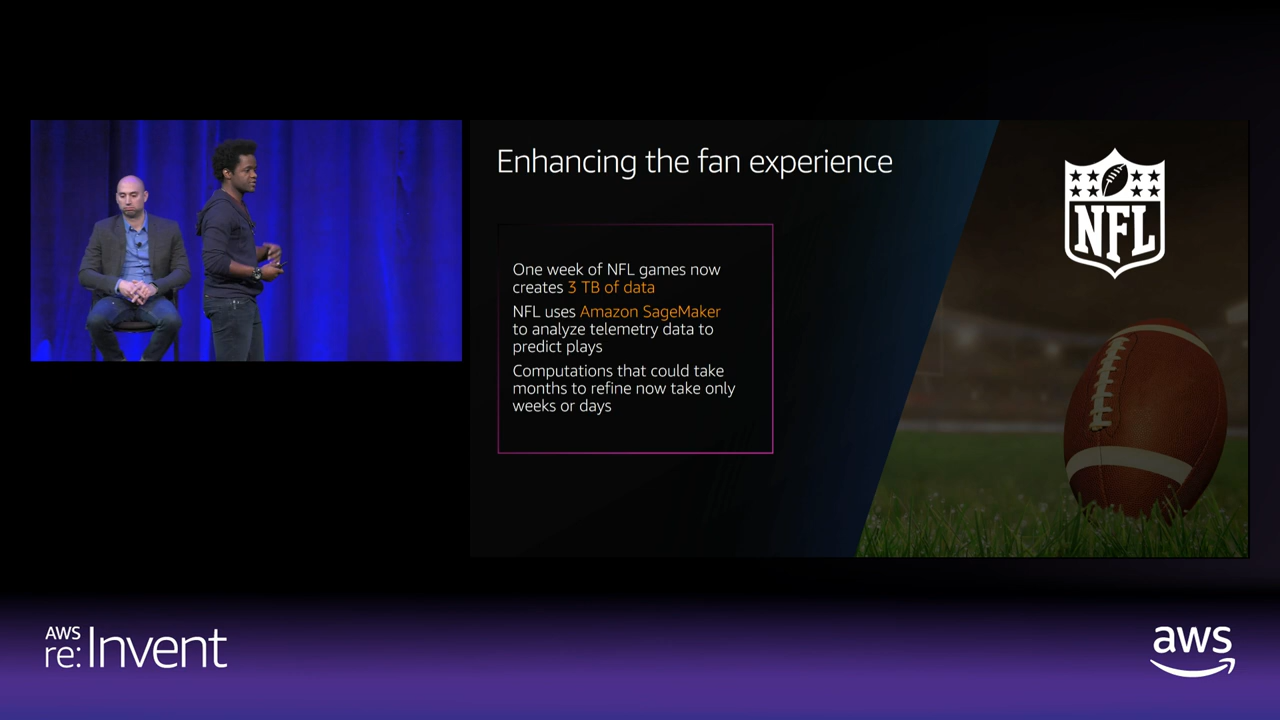 Enhancing the fan experience
NFL
One week of NFL games now
creates 3 TB of data
NFL uses Amazon SageMaker
to analyze telemetry data to
predict plays
Computations that could take
months to refine now take only
weeks or days
AWS
re:Invent
aws